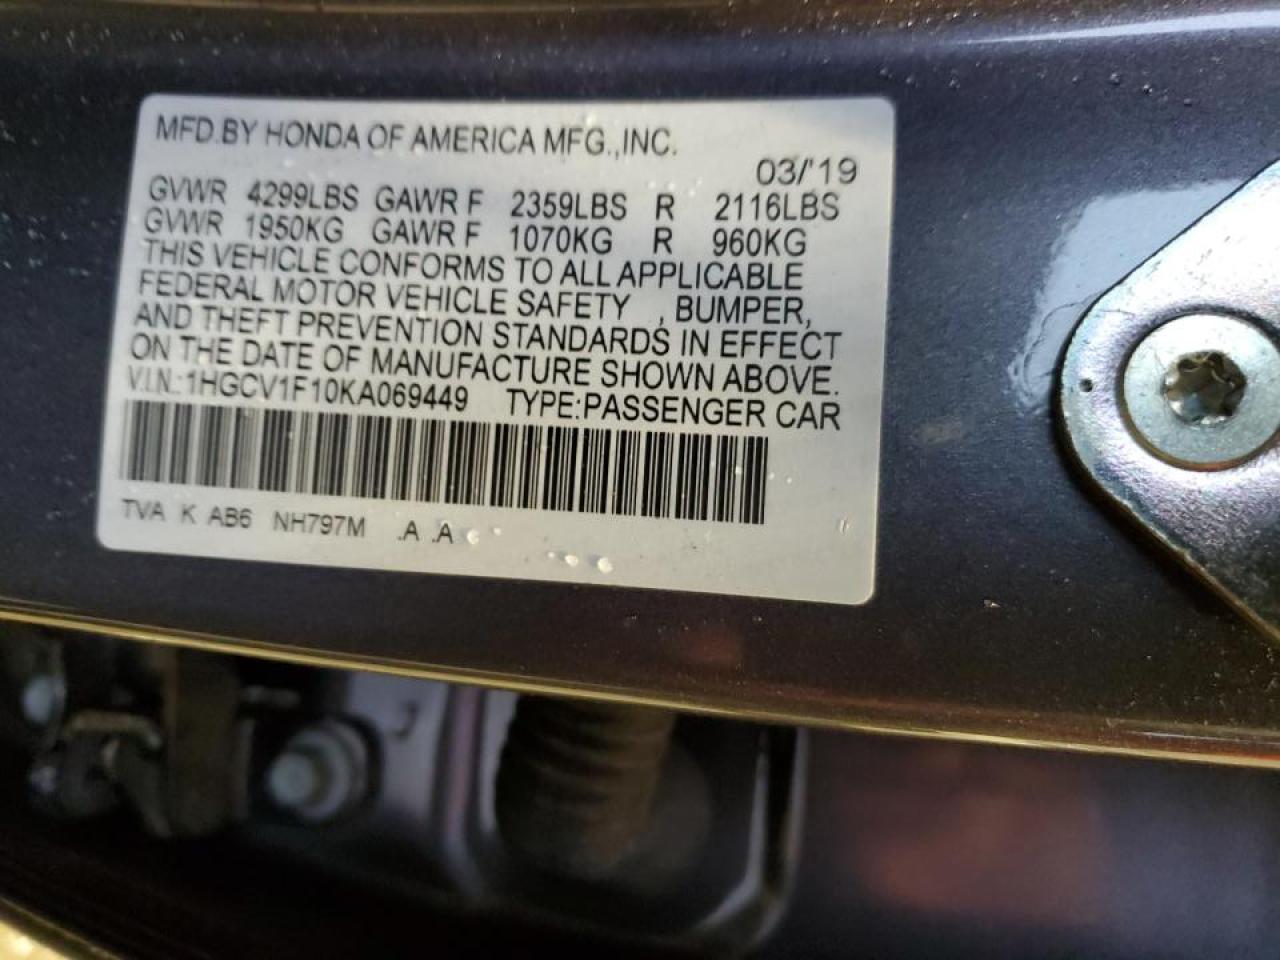 MFD.BY HONDA OF AMERICA MFG.,INC.
03/'19
GVWR 4299LBS GAWR F 2359LBS R 2116LBS
GVWR 1950KG GAWR F 1070KG R 960KG
THIS VEHICLE CONFORMS TO ALL APPLICABLE
FEDERAL MOTOR VEHICLE SAFETY , BUMPER,
AND THEFT PREVENTION STANDARDS IN EFFECT
ON THE DATE OF MANUFACTURE SHOWN ABOVE.
V.I.N.:1HGCV1F10KA069449 TYPE:PASSENGER CAR
TVA K AB6 NH797M .A .A